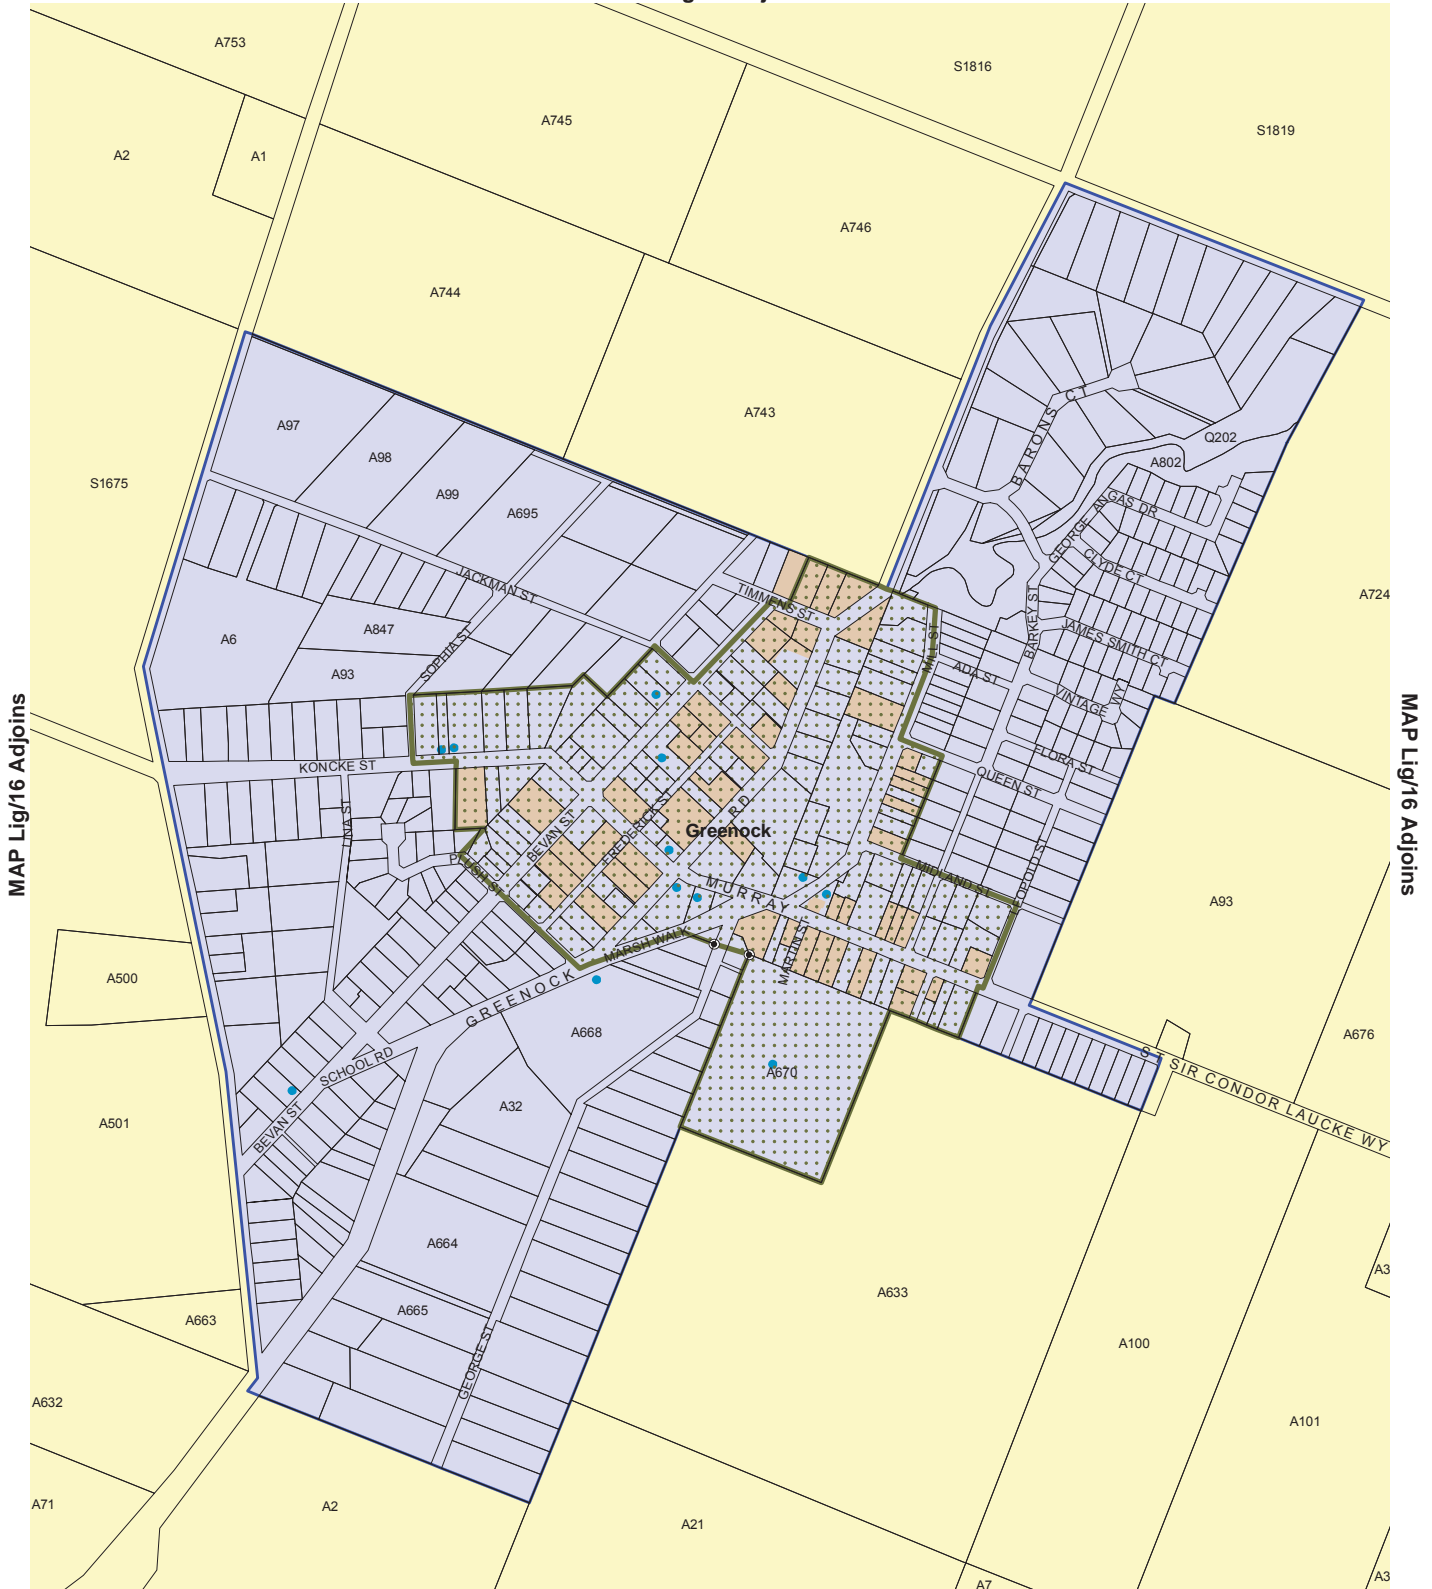 A753
S1816
A745
S1819
A2
A1
A746
A744
A743
Q202
A802
BARONS CT
A97
A98
A99
A695
S1675
GEORGE ANGAS DR
CLYDE CT
JACKMAN ST
TIMMENS ST
BARKEY ST
A724
A847
A6
SOPHIA ST
JAMES SMITH CT
MILL ST
ADA ST
A93
VINTAGE WY
MAP Lig/16 Adjoins
MAP Lig/16 Adjoins
FLORA ST
KONCKE ST
QUEEN ST
LINA ST
BEVAN ST
FREDERICK ST
RD
Greenock
PLUSH ST
MIDLAND ST
LEOPOLD ST
MURRAY
A93
MARTIN ST
MARSH WALK
GREENOCK
A500
A668
A676
SCHOOL RD
ST SIR CONDOR LAUCKE WY
A670
A32
A501
BEVAN ST
A664
A3
A633
A665
A663
A100
GEORGE ST
A632
A101
A71
A2
A21
A7
A3